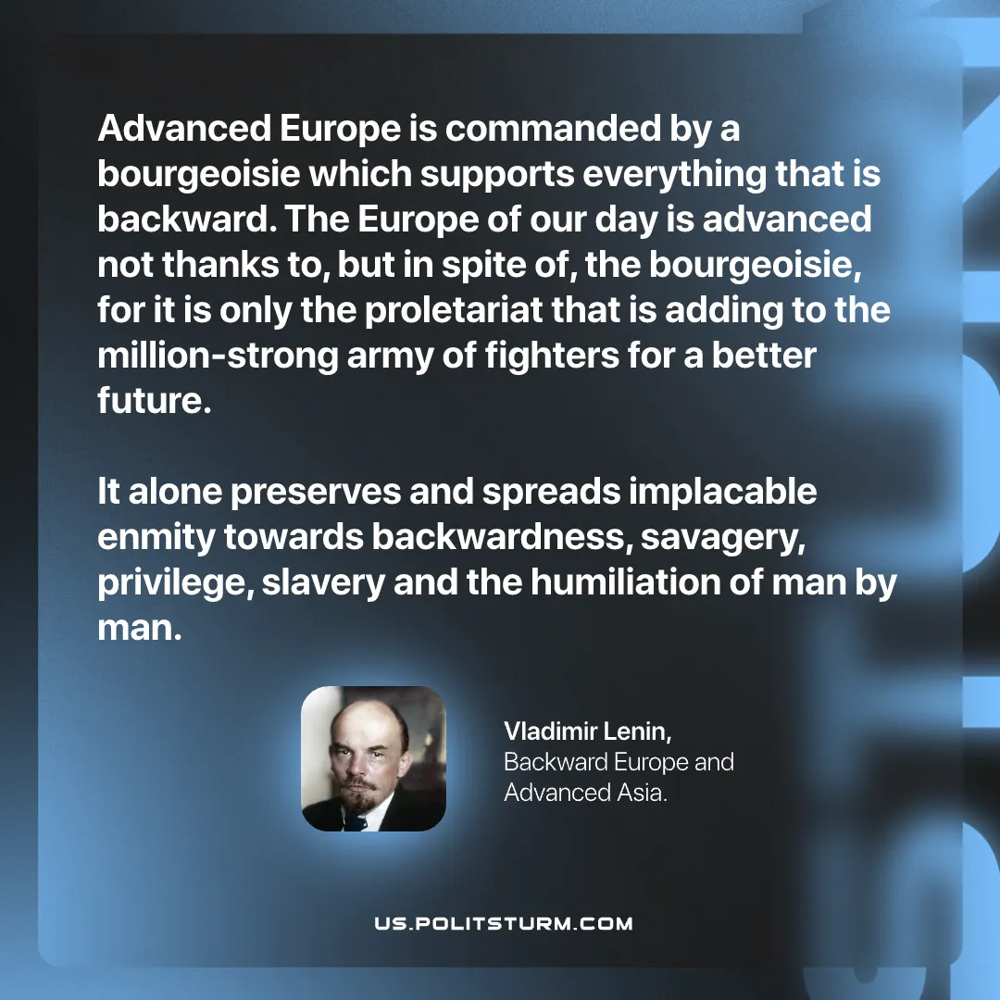 Advanced Europe is commanded by a
bourgeoisie which supports everything that is
backward. The Europe of our day is advanced
not thanks to, but in spite of, the bourgeoisie,
for it is only the proletariat that is adding to the
million-strong army of fighters for a better
future.
It alone preserves and spreads implacable
enmity towards backwardness, savagery,
privilege, slavery and the humiliation of man by
man.
Vladimir Lenin,
Backward Europe and
Advanced Asia.
US.POLITSTURM.COM